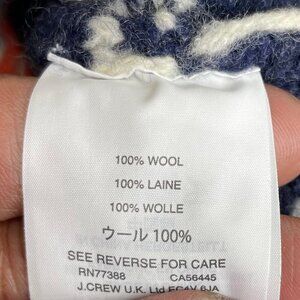 100% WOOL
100% LAINE
100% WOLLE
ウール 100%
SEE REVERSE FOR CARE
RN77388 CA56445
J.CREW U.K. Ltd EC4V 6JA